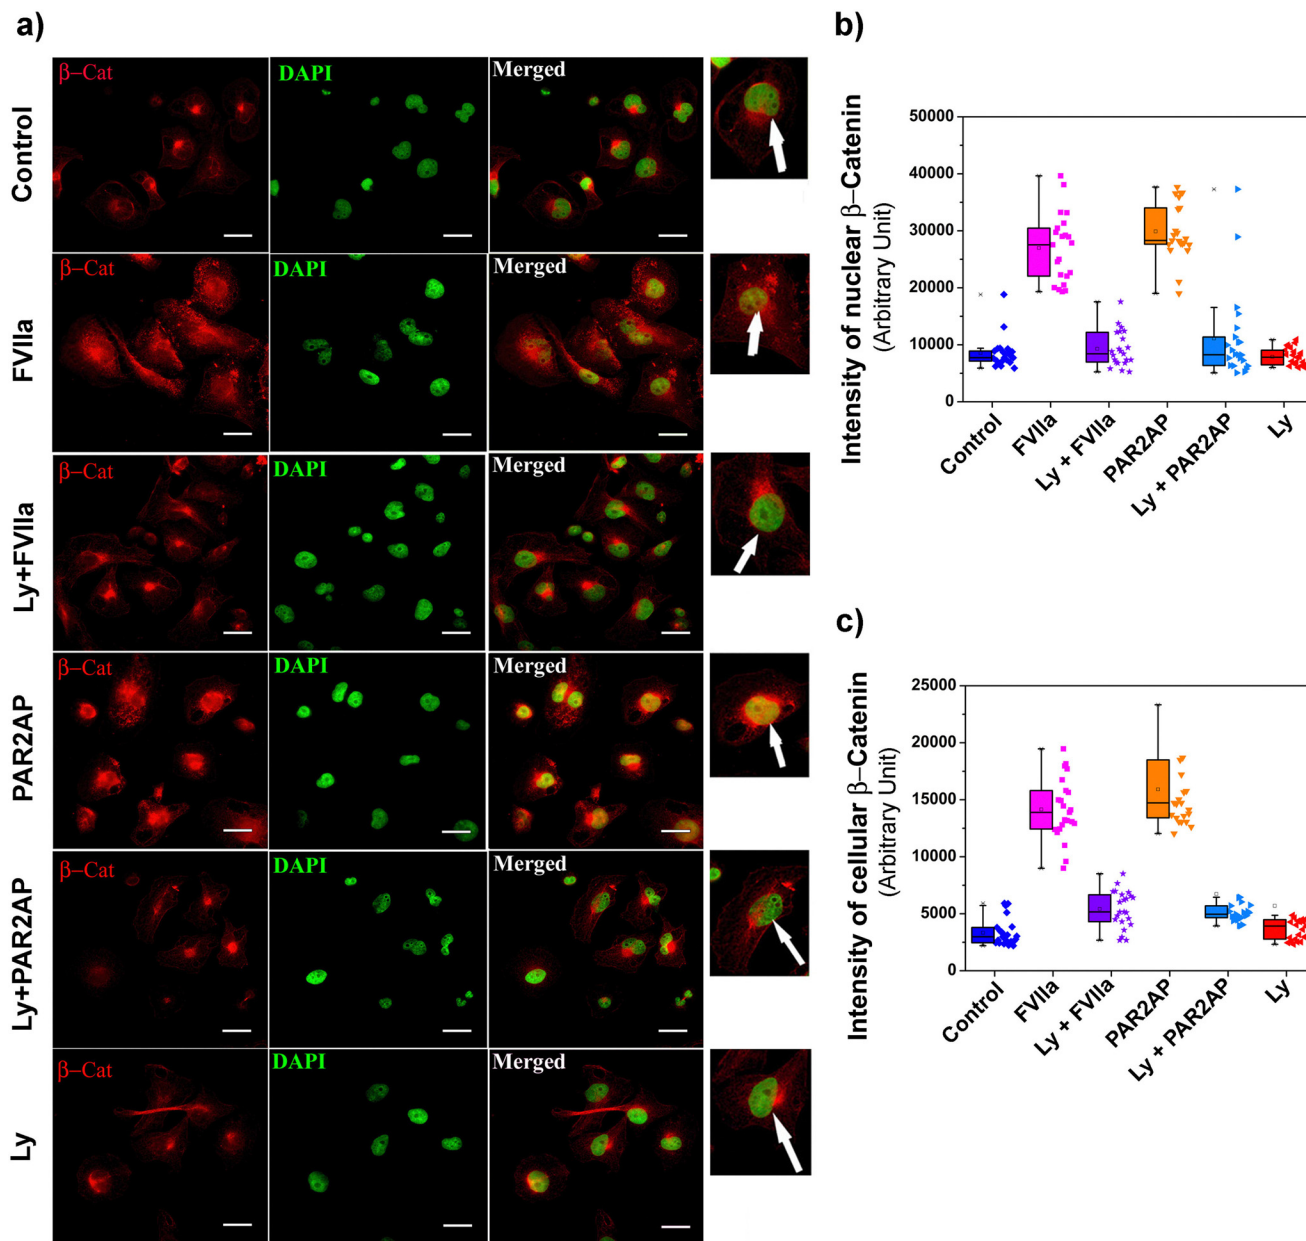 a)
Control
β–Cat
DAPI
Merged
FVIIa
β–Cat
DAPI
Merged
Ly+FVIIa
β–Cat
DAPI
Merged
PAR2AP
β–Cat
DAPI
Merged
Ly+PAR2AP
β–Cat
DAPI
Merged
Ly
β–Cat
DAPI
Merged
b)
Intensity of nuclear β–Catenin
(Arbitrary Unit)
50000
40000
30000
20000
10000
0
Control
FVIIa
Ly + FVIIa
PAR2AP
Ly + PAR2AP
Ly
c)
Intensity of cellular β–Catenin
(Arbitrary Unit)
25000
20000
15000
10000
5000
0
Control
FVIIa
Ly + FVIIa
PAR2AP
Ly + PAR2AP
Ly